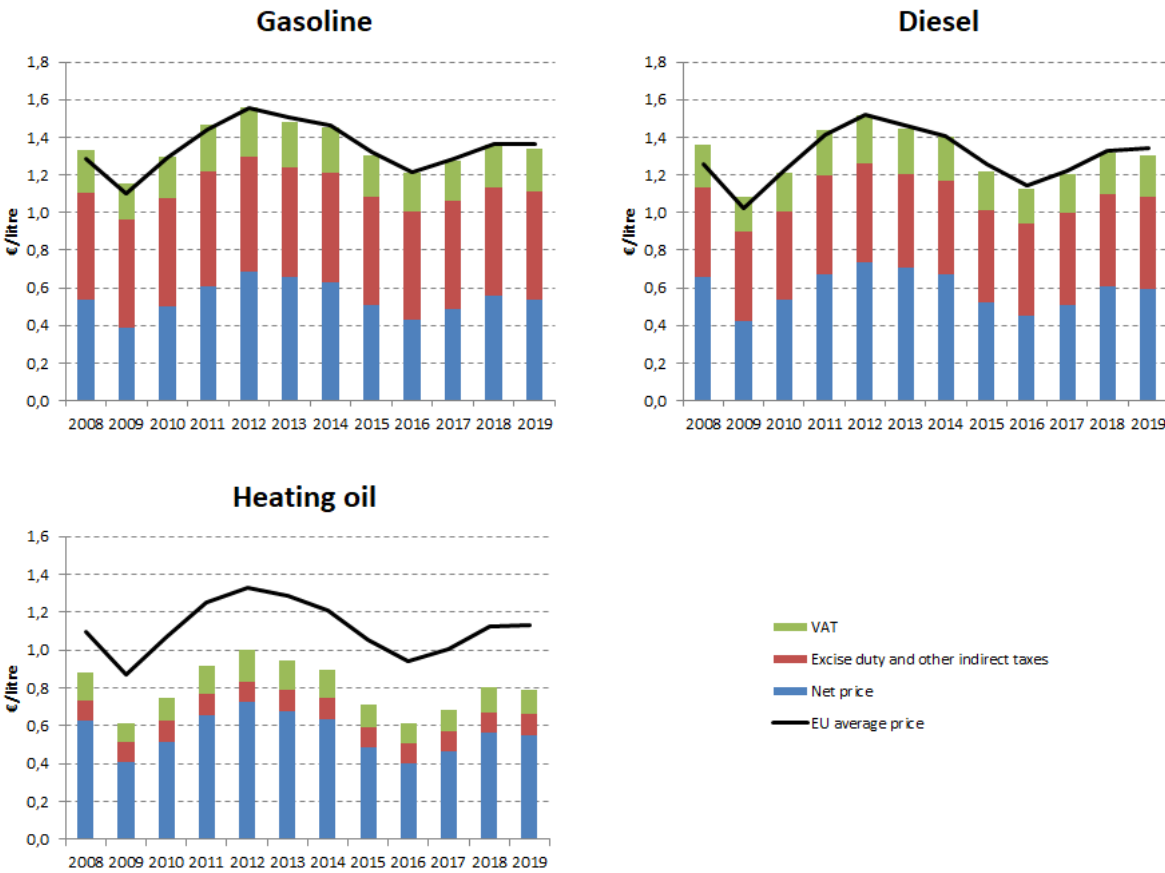 Gasoline
1,8
1,6
1,4
1,2
1,0
0,8
0,6
0,4
0,2
0,0
€/litre
2008 2009 2010 2011 2012 2013 2014 2015 2016 2017 2018 2019
Diesel
1,8
1,6
1,4
1,2
1,0
0,8
0,6
0,4
0,2
0,0
€/litre
2008 2009 2010 2011 2012 2013 2014 2015 2016 2017 2018 2019
Heating oil
1,6
1,4
1,2
1,0
0,8
0,6
0,4
0,2
0,0
€/litre
2008 2009 2010 2011 2012 2013 2014 2015 2016 2017 2018 2019
VAT
Excise duty and other indirect taxes
Net price
EU average price